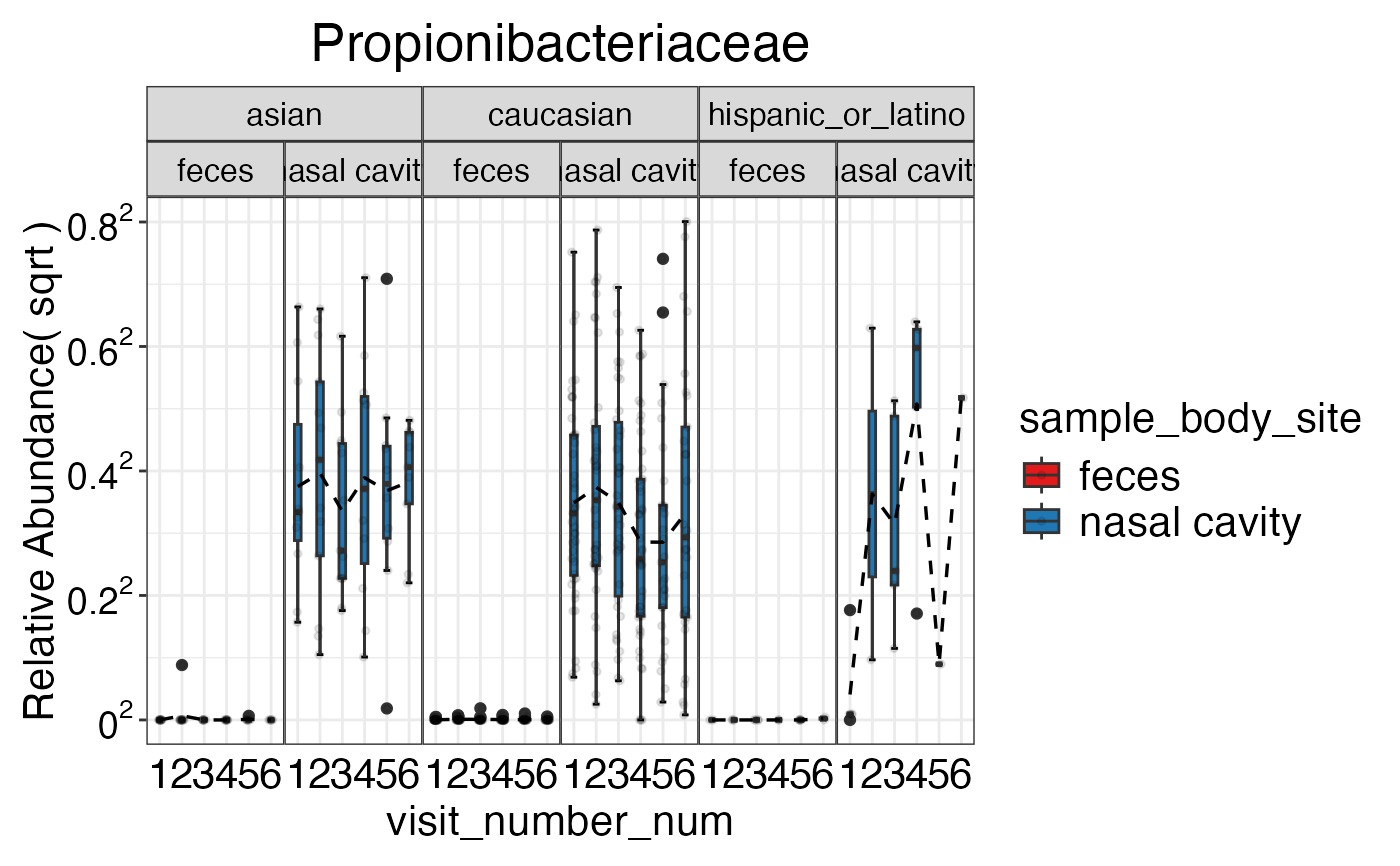 Propionibacteriaceae
asian caucasian hispanic_or_latino
feces asal cavit feces asal cavit feces asal cavit
0.8²
0.6²
0.4²
0.2²
0²
Relative Abundance( sqrt )
123456 123456 123456 123456 123456 123456
visit_number_num
sample_body_site
feces
nasal cavity